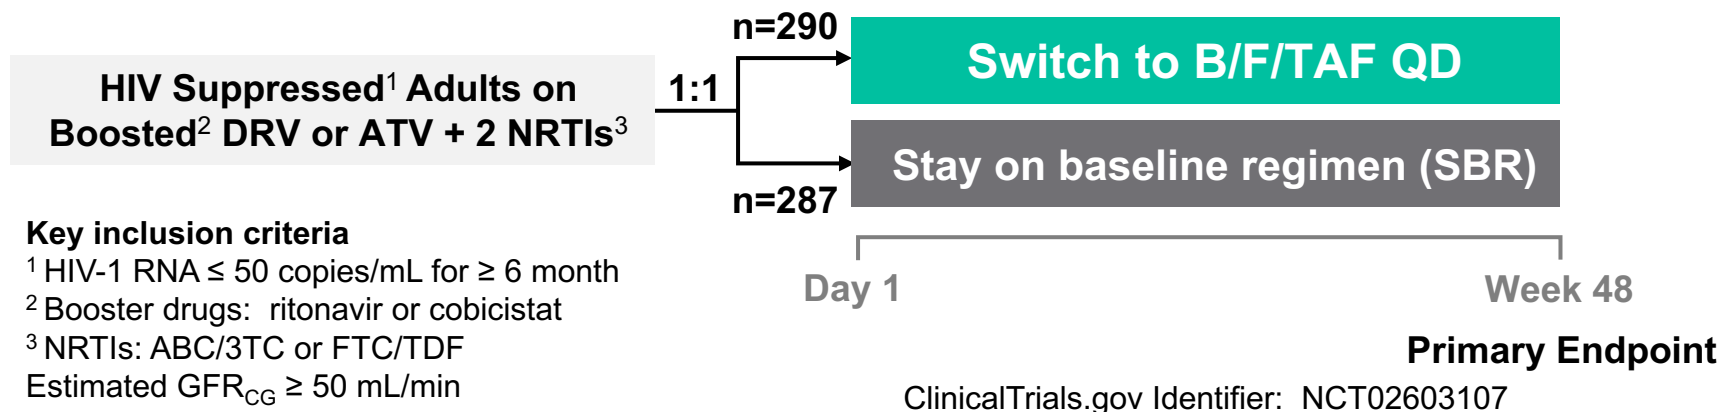 n=290
Switch to B/F/TAF QD
HIV Suppressed¹ Adults on
Boosted² DRV or ATV + 2 NRTIs³
1:1
Stay on baseline regimen (SBR)
n=287
Key inclusion criteria
¹ HIV-1 RNA ≤ 50 copies/mL for ≥ 6 month
² Booster drugs: ritonavir or cobicistat
³ NRTIs: ABC/3TC or FTC/TDF
Estimated GFR_CG ≥ 50 mL/min
Day 1
Week 48
Primary Endpoint
ClinicalTrials.gov Identifier: NCT02603107